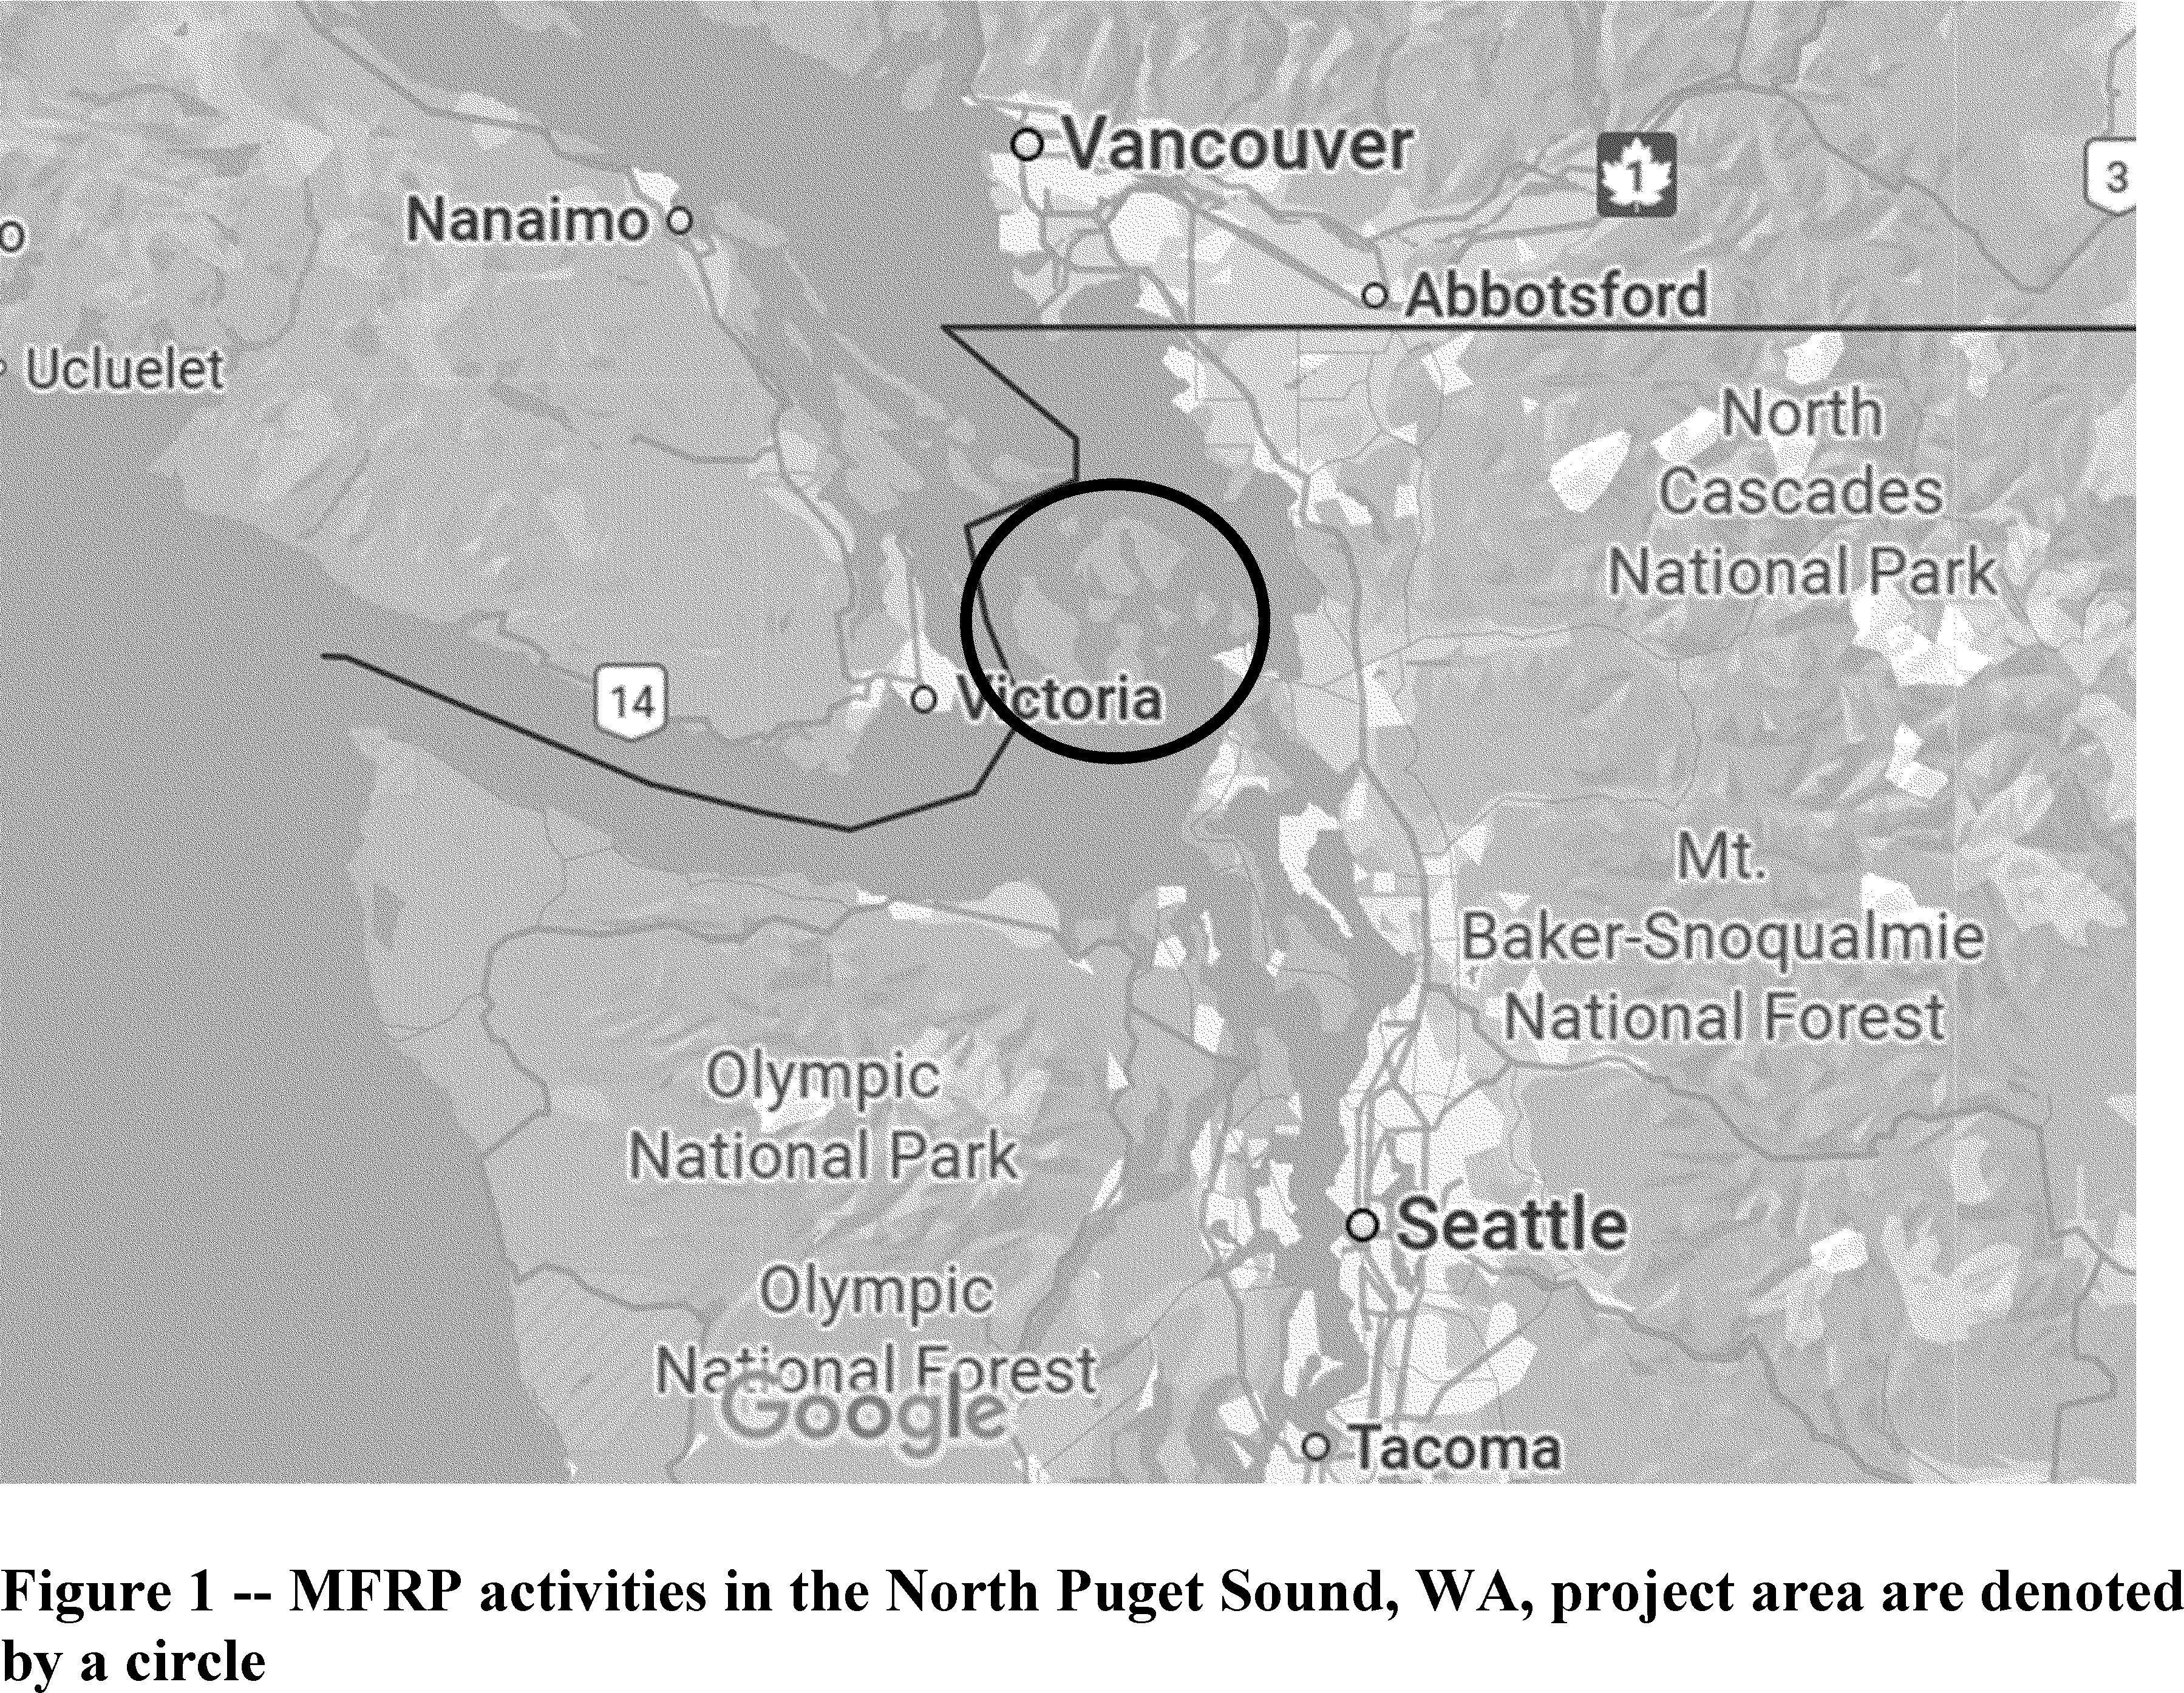 Vancouver
1
3
Nanaimo
o
Abbotsford
Ucluelet
North
Cascades
National Park
14
Victoria
Mt.
Baker-Snoqualmie
National Forest
Olympic
National Park
Seattle
Olympic
National Forest
Google
Tacoma
Figure 1 -- MFRP activities in the North Puget Sound, WA, project area are denoted
by a circle